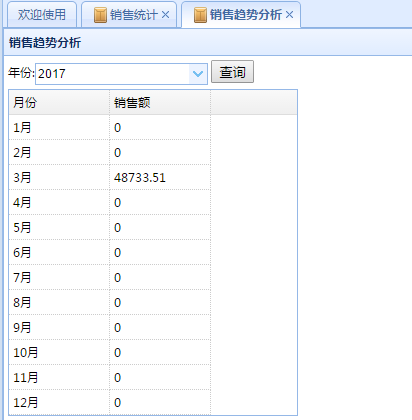 欢迎使用 销售统计 销售趋势分析
销售趋势分析
年份: 2017 查询
月份 销售额
1月 0
2月 0
3月 48733.51
4月 0
5月 0
6月 0
7月 0
8月 0
9月 0
10月 0
11月 0
12月 0